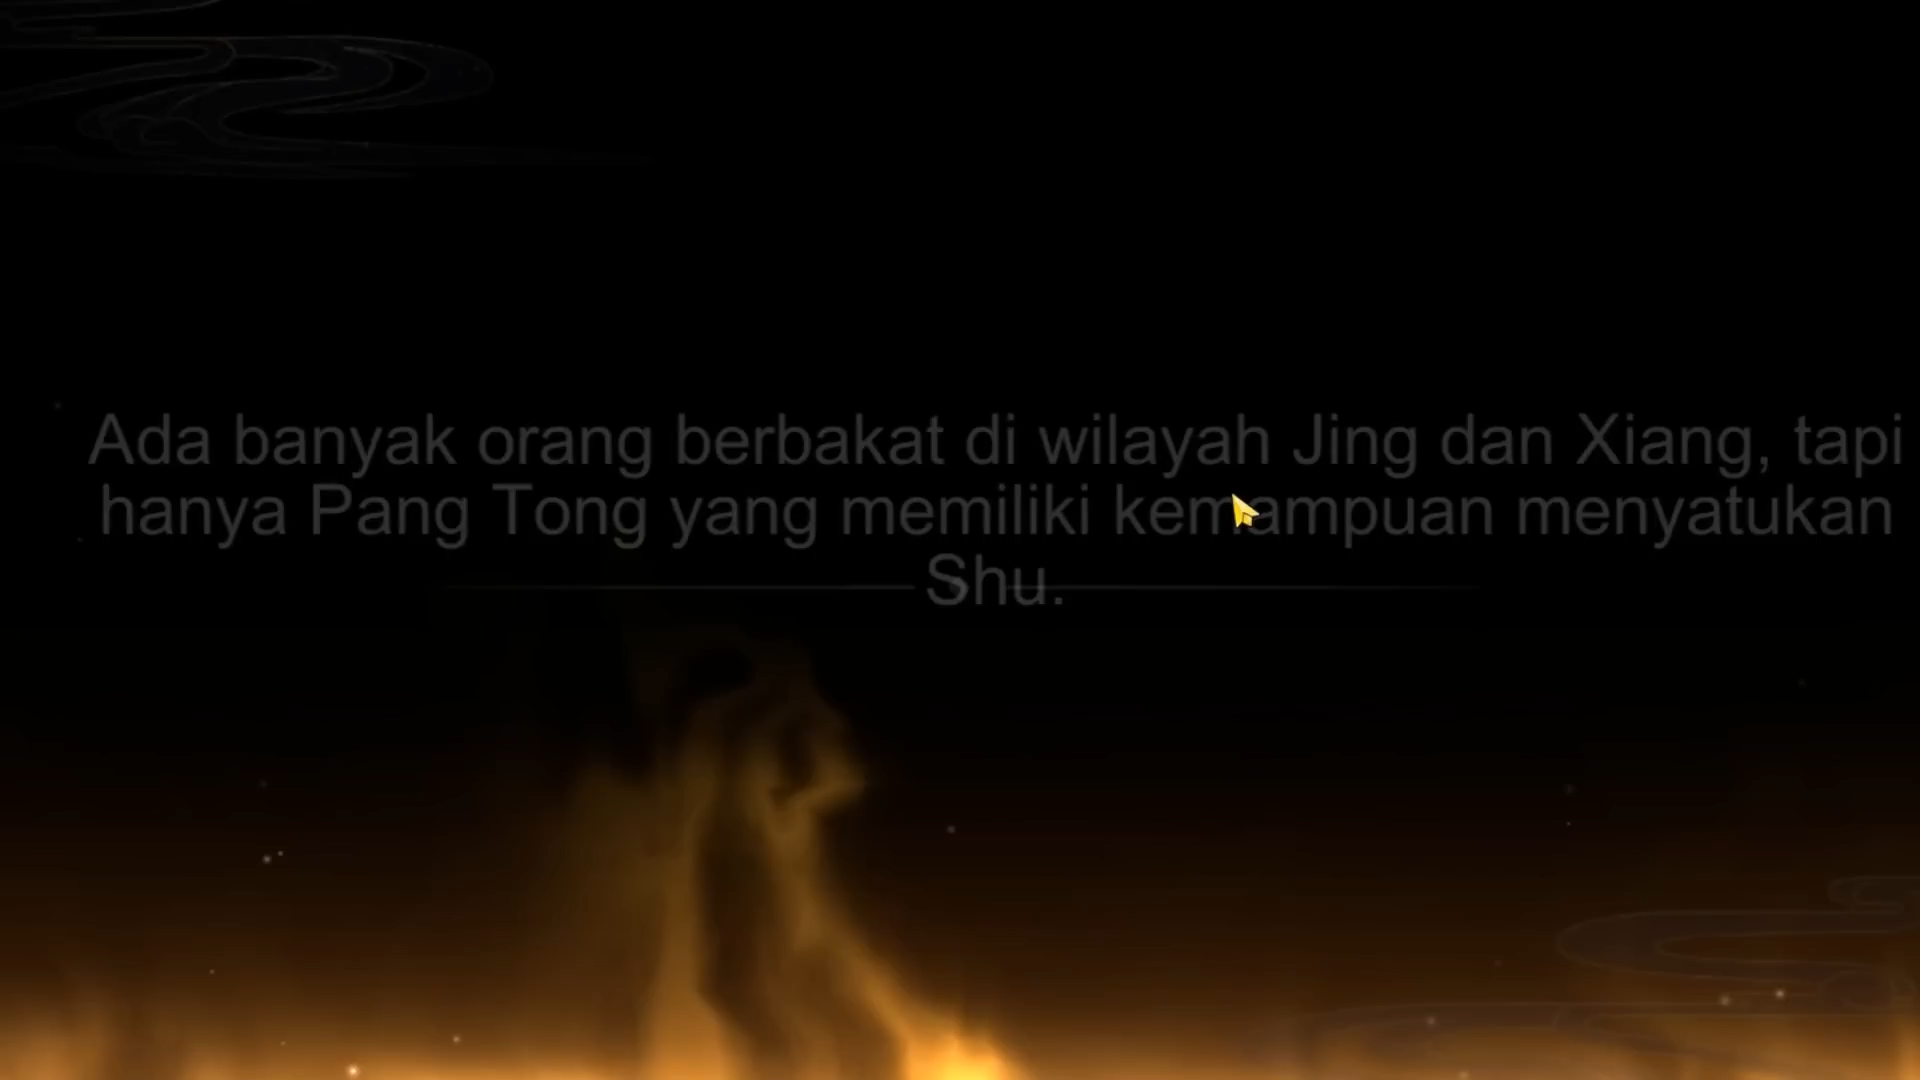 Ada banyak orang berbakat di wilayah Jing dan Xiang, tapi
hanya Pang Tong yang memiliki kemampuan menyatukan
Shu.